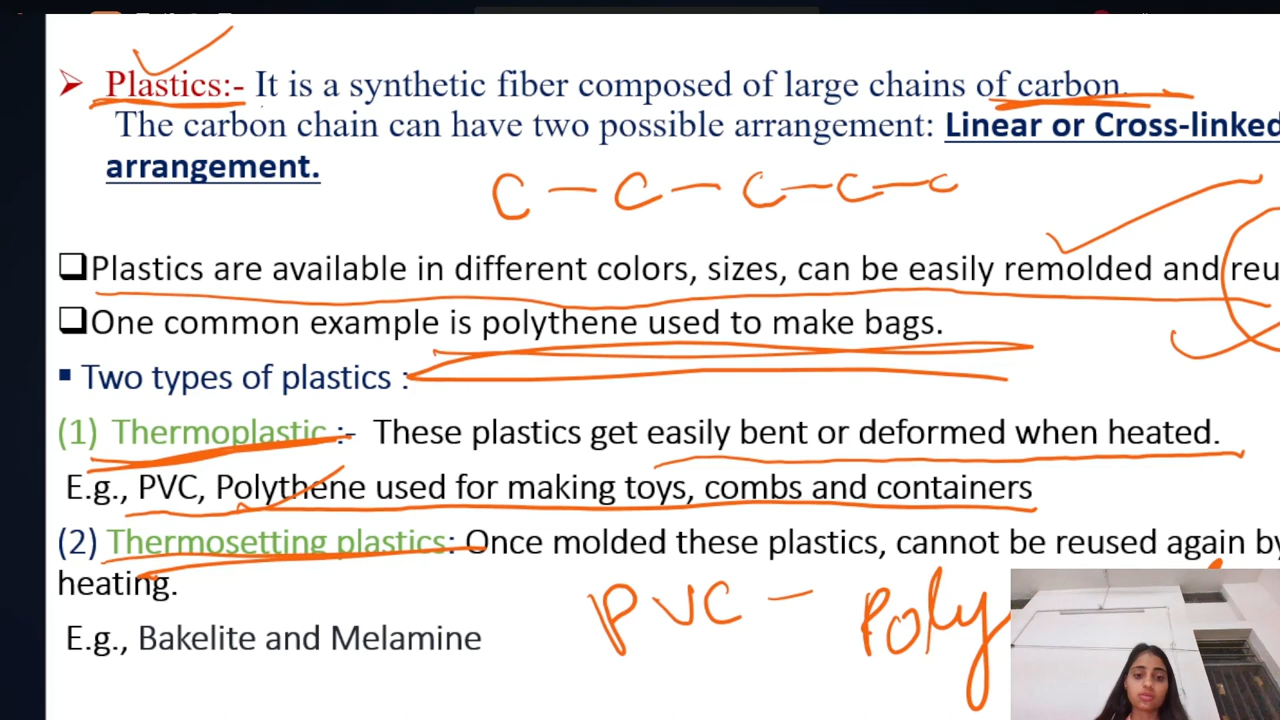 ➢ Plastics:- It is a synthetic fiber composed of large chains of carbon.
The carbon chain can have two possible arrangement: Linear or Cross-linked
arrangement.
C – C – C – C – C
❑Plastics are available in different colors, sizes, can be easily remolded and reu
❑One common example is polythene used to make bags.
▪ Two types of plastics :
(1) Thermoplastic :- These plastics get easily bent or deformed when heated.
E.g., PVC, Polythene used for making toys, combs and containers
(2) Thermosetting plastics: Once molded these plastics, cannot be reused again by
heating.
PVC – Poly
E.g., Bakelite and Melamine